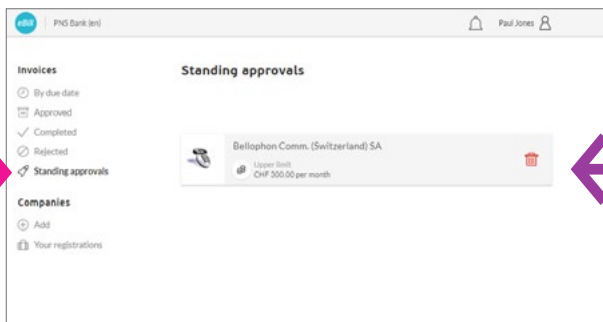 eBill PNS Bank (en) Paul Jones
Invoices
By due date
Approved
Completed
Rejected
Standing approvals
Companies
Add
Your registrations
Standing approvals
Bellophon Comm. (Switzerland) SA
Upper limit
CHF 300.00 per month